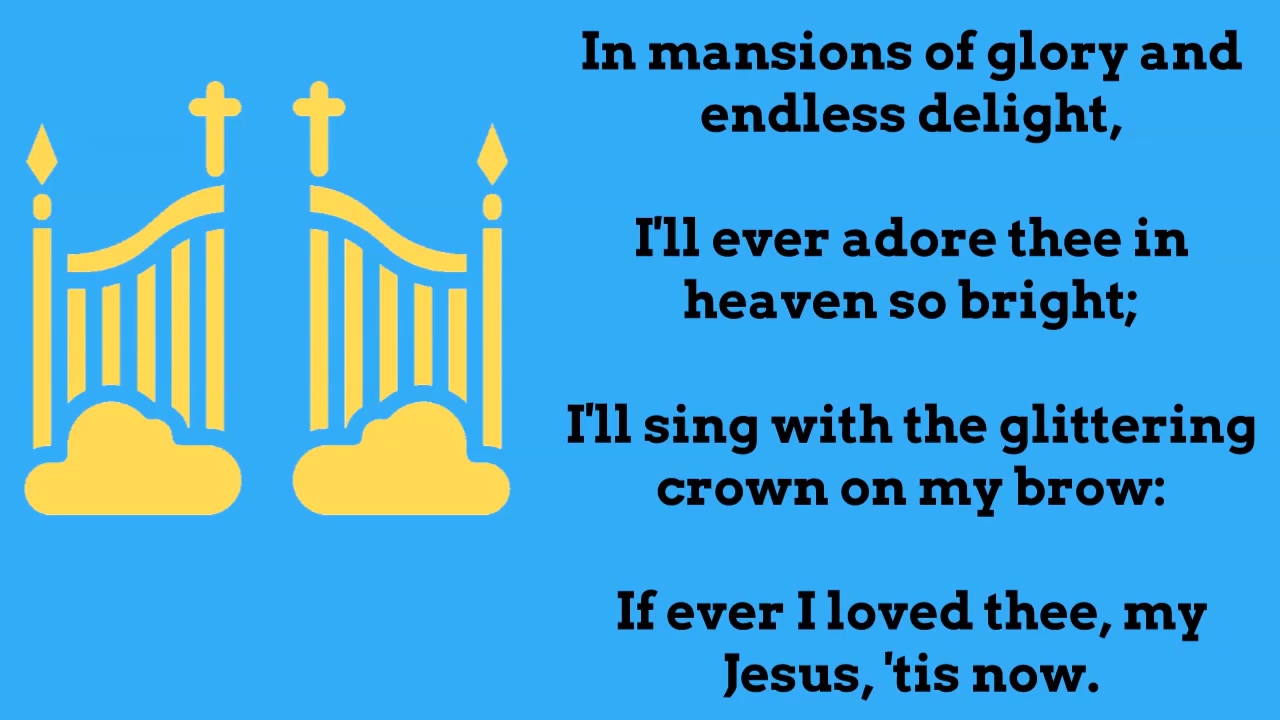 In mansions of glory and
endless delight,
I'll ever adore thee in
heaven so bright;
I'll sing with the glittering
crown on my brow:
If ever I loved thee, my
Jesus, 'tis now.